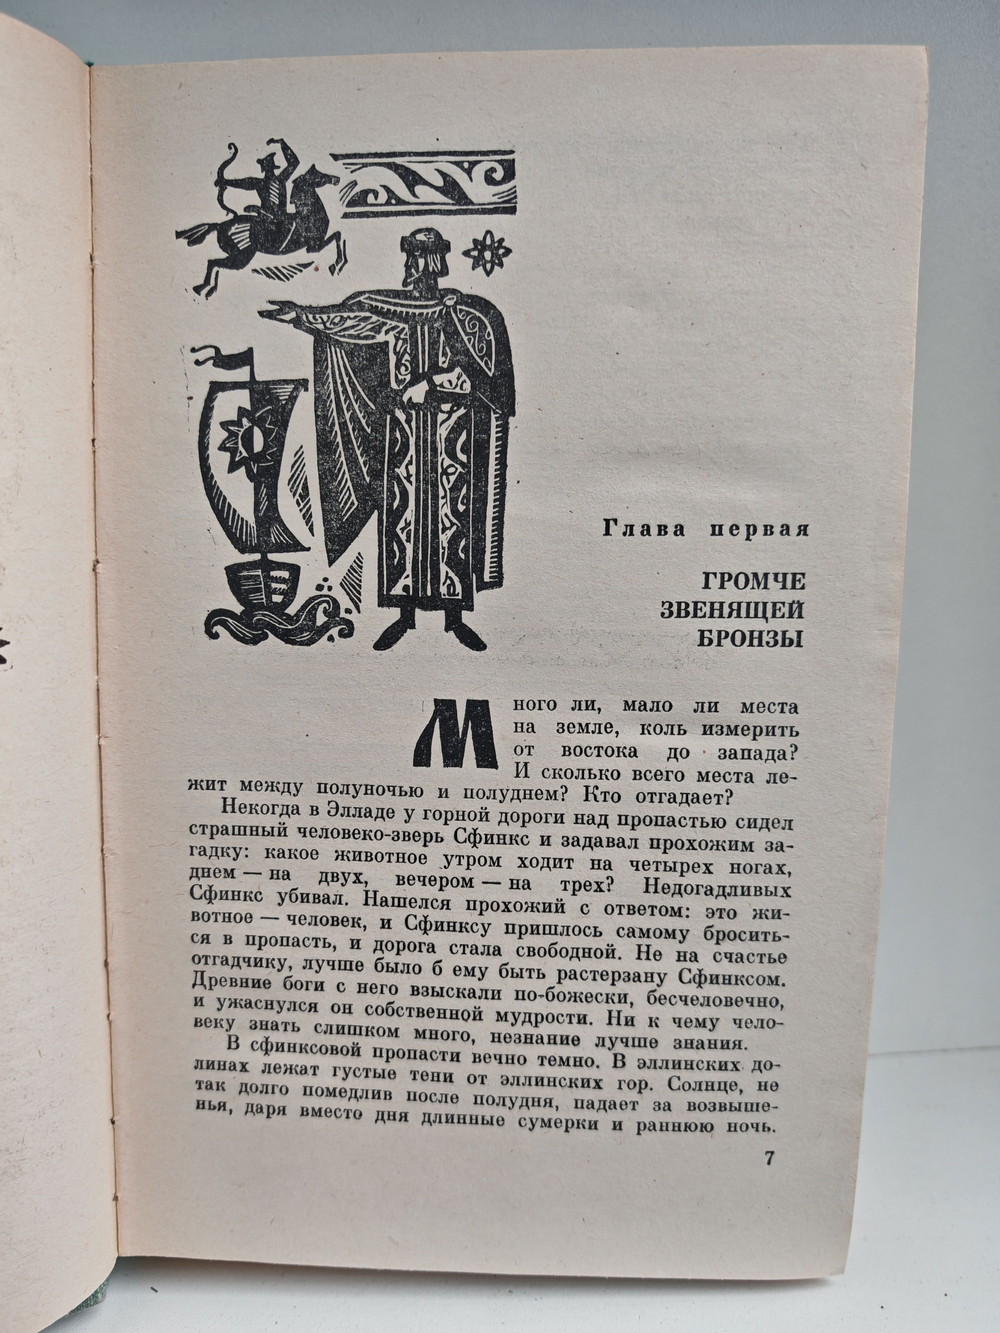 Глава первая
ГРОМЧЕ
ЗВЕНЯЩЕЙ
БРОНЗЫ
Много ли, мало ли места
на земле, коль измерить
от востока до запада?
И сколько всего места ле-
жит между полуночью и полуднем? Кто отгадает?
Некогда в Элладе у горной дороги над пропастью сидел
страшный человеко-зверь Сфинкс и задавал прохожим за-
гадку: какое животное утром ходит на четырех ногах,
днем — на двух, вечером — на трех? Недогадливых
Сфинкс убивал. Нашелся прохожий с ответом: это жи-
вотное — человек, и Сфинксу пришлось самому бросить-
ся в пропасть, и дорога стала свободной. Не на счастье
отгадчику, лучше было б ему быть растерзану Сфинксом.
Древние боги с него взыскали по-божески, бесчеловечно,
и ужаснулся он собственной мудрости. Ни к чему чело-
веку знать слишком много, незнание лучше знания.
В сфинксовой пропасти вечно темно. В эллинских до-
линах лежат густые тени от эллинских гор. Солнце, не
так долго помедлив после полудня, падает за возвыше-
нья, даря вместо дня длинные сумерки и раннюю ночь.
7